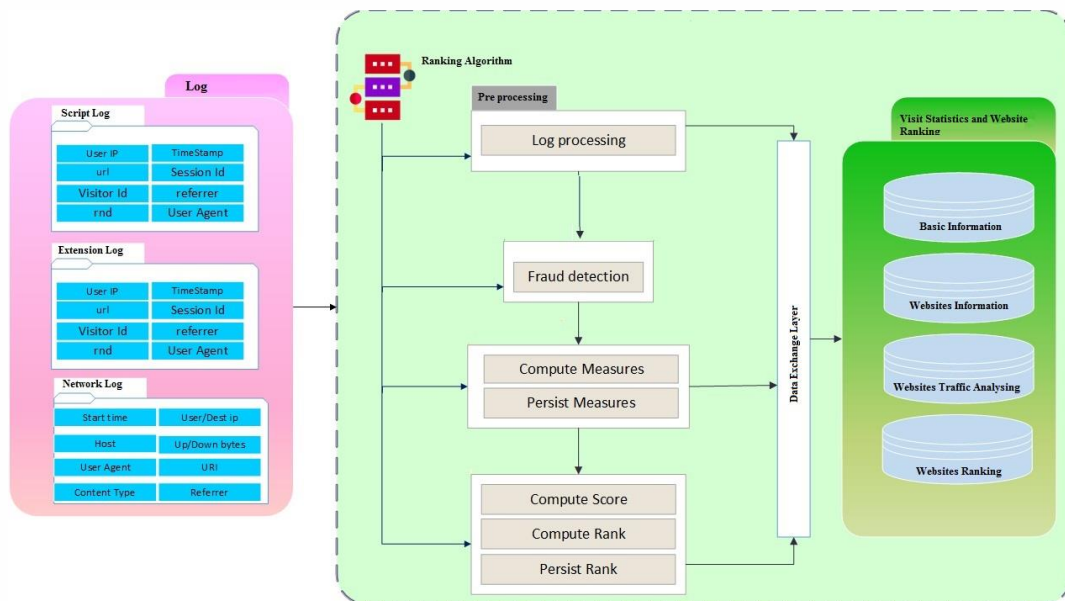 Log
Script Log
User IP
TimeStamp
url
Session Id
Visitor Id
referrer
rnd
User Agent
Extension Log
User IP
TimeStamp
url
Session Id
Visitor Id
referrer
rnd
User Agent
Network Log
Start time
User/Dest ip
Host
Up/Down bytes
User Agent
URI
Content Type
Referrer
Ranking Algorithm
Pre processing
Log processing
Fraud detection
Compute Measures
Persist Measures
Compute Score
Compute Rank
Persist Rank
Data Exchange Layer
Visit Statistics and Website
Ranking
Basic Information
Websites Information
Websites Traffic Analysing
Websites Ranking